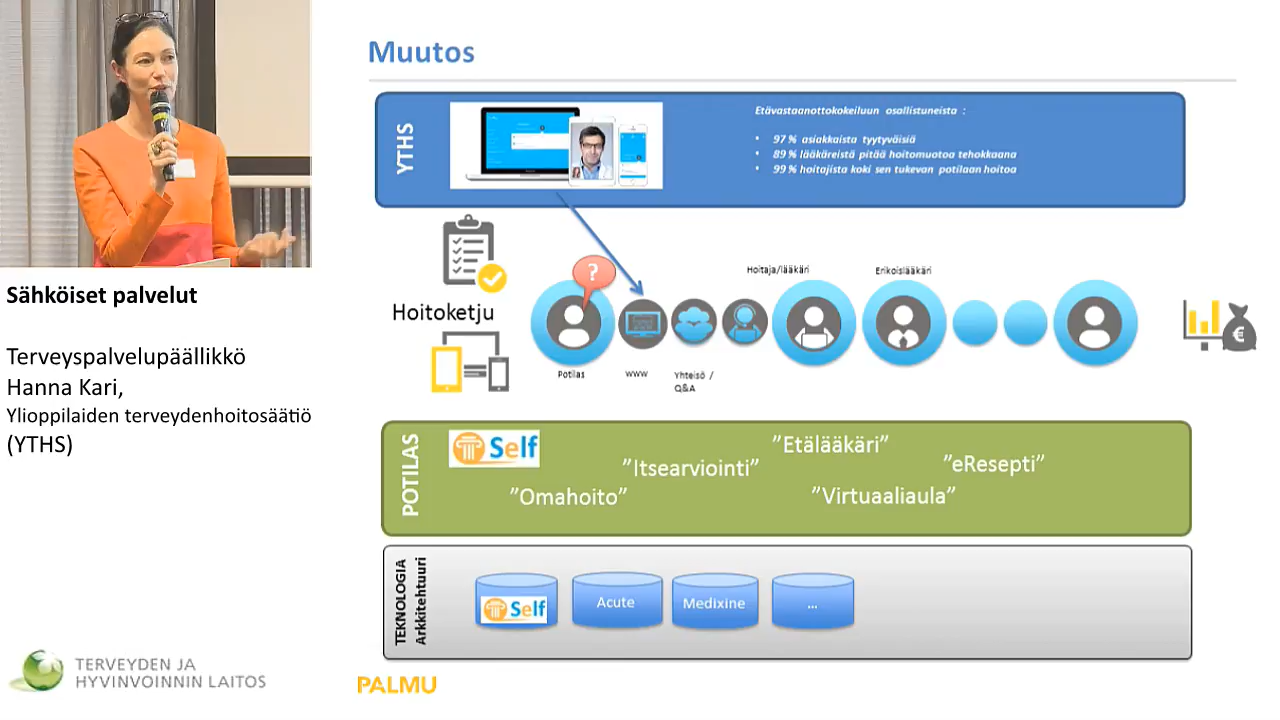 Muutos
YTHS
Etävastaanottokokeiluun osallistuneista :
• 97 % asiakkaista tyytyväisiä
• 89 % lääkäreistä pitää hoitomuotoa tehokkaana
• 99 % hoitajista koki sen tukevan potilaan hoitoa
Sähköiset palvelut
Terveyspalvelupäällikkö
Hanna Kari,
Ylioppilaiden terveydenhoitosäätiö
(YTHS)
Hoitoketju
?
Hoitaja/lääkäri
Erikoislääkäri
€
Potilas
www
Yhteisö /
Q&A
POTILAS
Self
"Etälääkäri"
"Itsearviointi"
"eResepti"
"Omahoito"
"Virtuaaliaula"
TEKNOLOGIA
Arkkitehtuuri
Self
Acute
Medixine
...
TERVEYDEN JA
HYVINVOINNIN LAITOS
PALMU